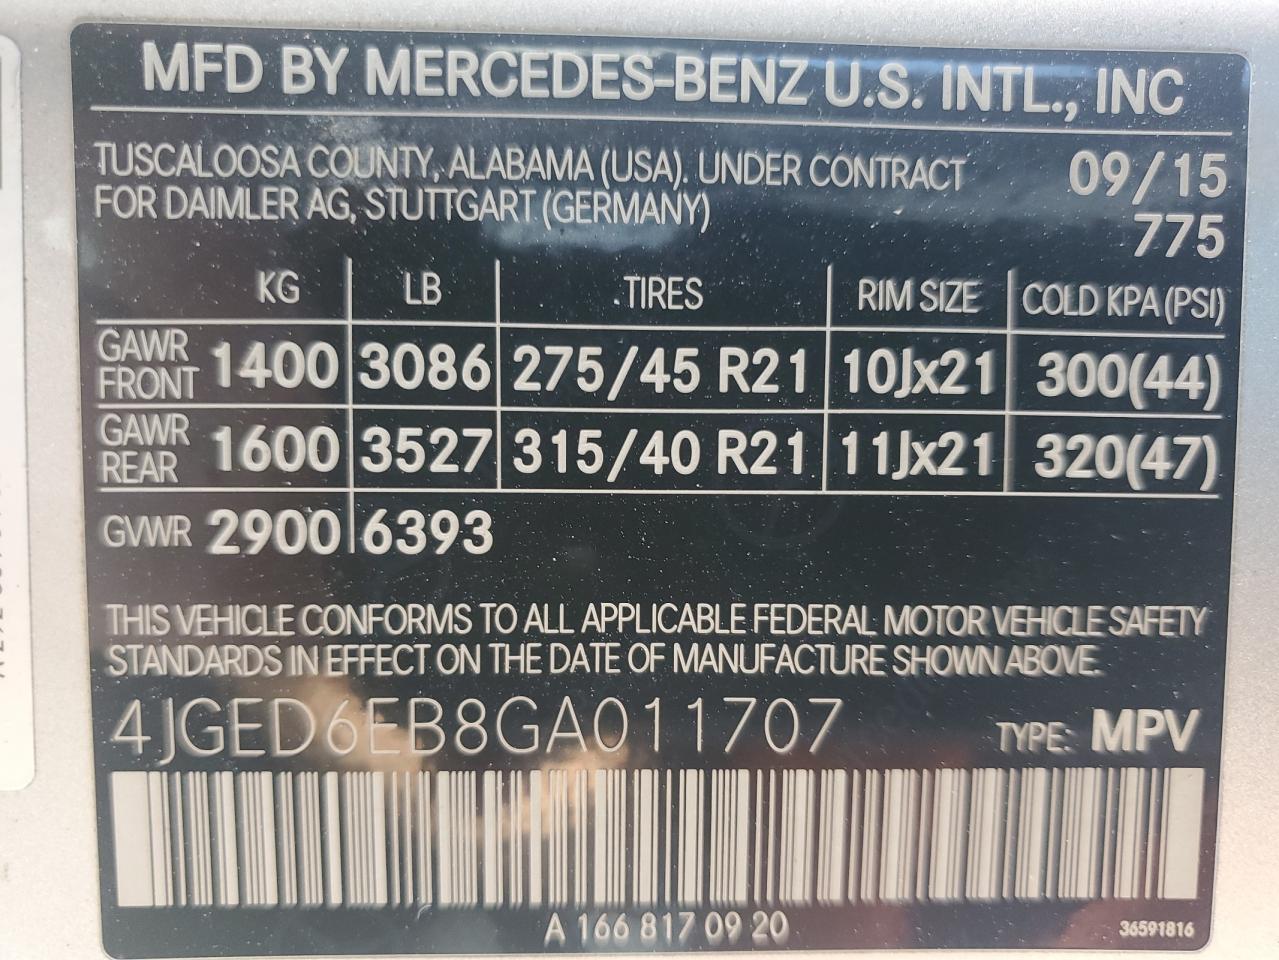 MFD BY MERCEDES-BENZ U.S. INTL., INC
TUSCALOOSA COUNTY, ALABAMA (USA). UNDER CONTRACT 09/15
FOR DAIMLER AG, STUTTGART (GERMANY) 775
KG LB TIRES RIM SIZE COLD KPA (PSI)
GAWR FRONT 1400 3086 275/45 R21 10Jx21 300(44)
GAWR REAR 1600 3527 315/40 R21 11Jx21 320(47)
GVWR 2900 6393
THIS VEHICLE CONFORMS TO ALL APPLICABLE FEDERAL MOTOR VEHICLE SAFETY
STANDARDS IN EFFECT ON THE DATE OF MANUFACTURE SHOWN ABOVE.
4JGED6EB8GA011707 TYPE: MPV
A 166 817 09 20 36591816